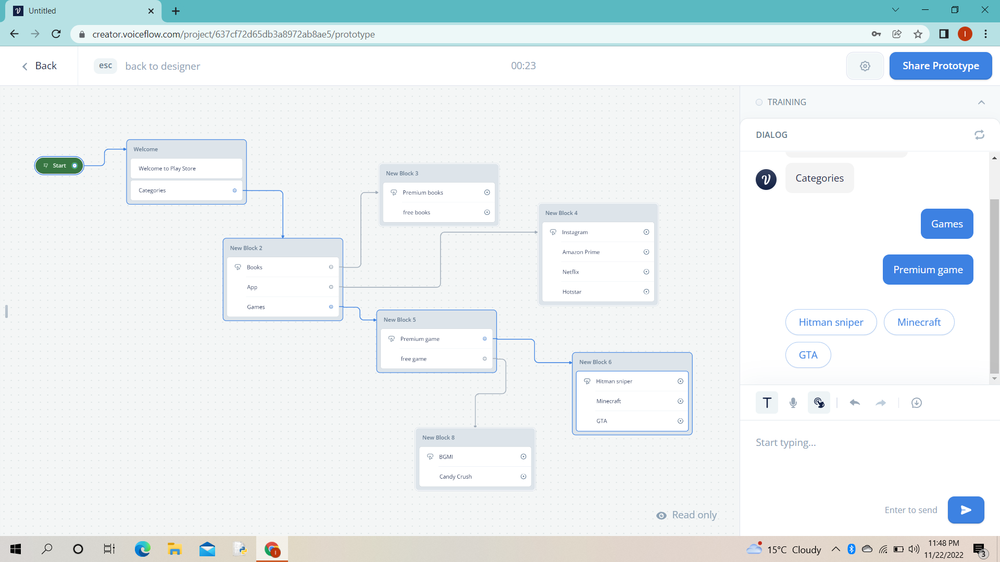 Untitled
creator.voiceflow.com/project/637cf72d65db3a8972ab8ae5/prototype
I
Back
esc back to designer
00:23
Share Prototype
Start
Welcome
Welcome to Play Store
Categories
New Block 2
Books
App
Games
New Block 3
Premium books
free books
New Block 4
Instagram
Amazon Prime
Netflix
Hotstar
New Block 5
Premium game
free game
New Block 6
Hitman sniper
Minecraft
GTA
New Block 8
BGMI
Candy Crush
Read only
TRAINING
DIALOG
Categories
Games
Premium game
Hitman sniper
Minecraft
GTA
Start typing...
Enter to send
15°C Cloudy
11:48 PM
11/22/2022
3